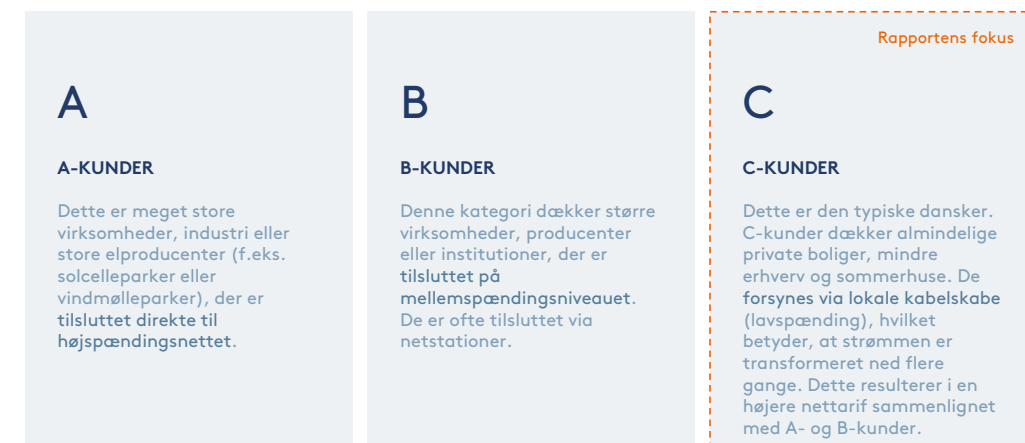 A
A-KUNDER
Dette er meget store
virksomheder, industri eller
store elproducenter (f.eks.
solcelleparker eller
vindmølleparker), der er
tilsluttet direkte til
højspændingsnettet.
B
B-KUNDER
Denne kategori dækker større
virksomheder, producenter
eller institutioner, der er
tilsluttet på
mellemspændingsniveauet.
De er ofte tilsluttet via
netstationer.
Rapportens fokus
C
C-KUNDER
Dette er den typiske dansker.
C-kunder dækker almindelige
private boliger, mindre
erhverv og sommerhuse. De
forsynes via lokale kabelskabe
(lavspænding), hvilket
betyder, at strømmen er
transformeret ned flere
gange. Dette resulterer i en
højere nettarif sammenlignet
med A- og B-kunder.